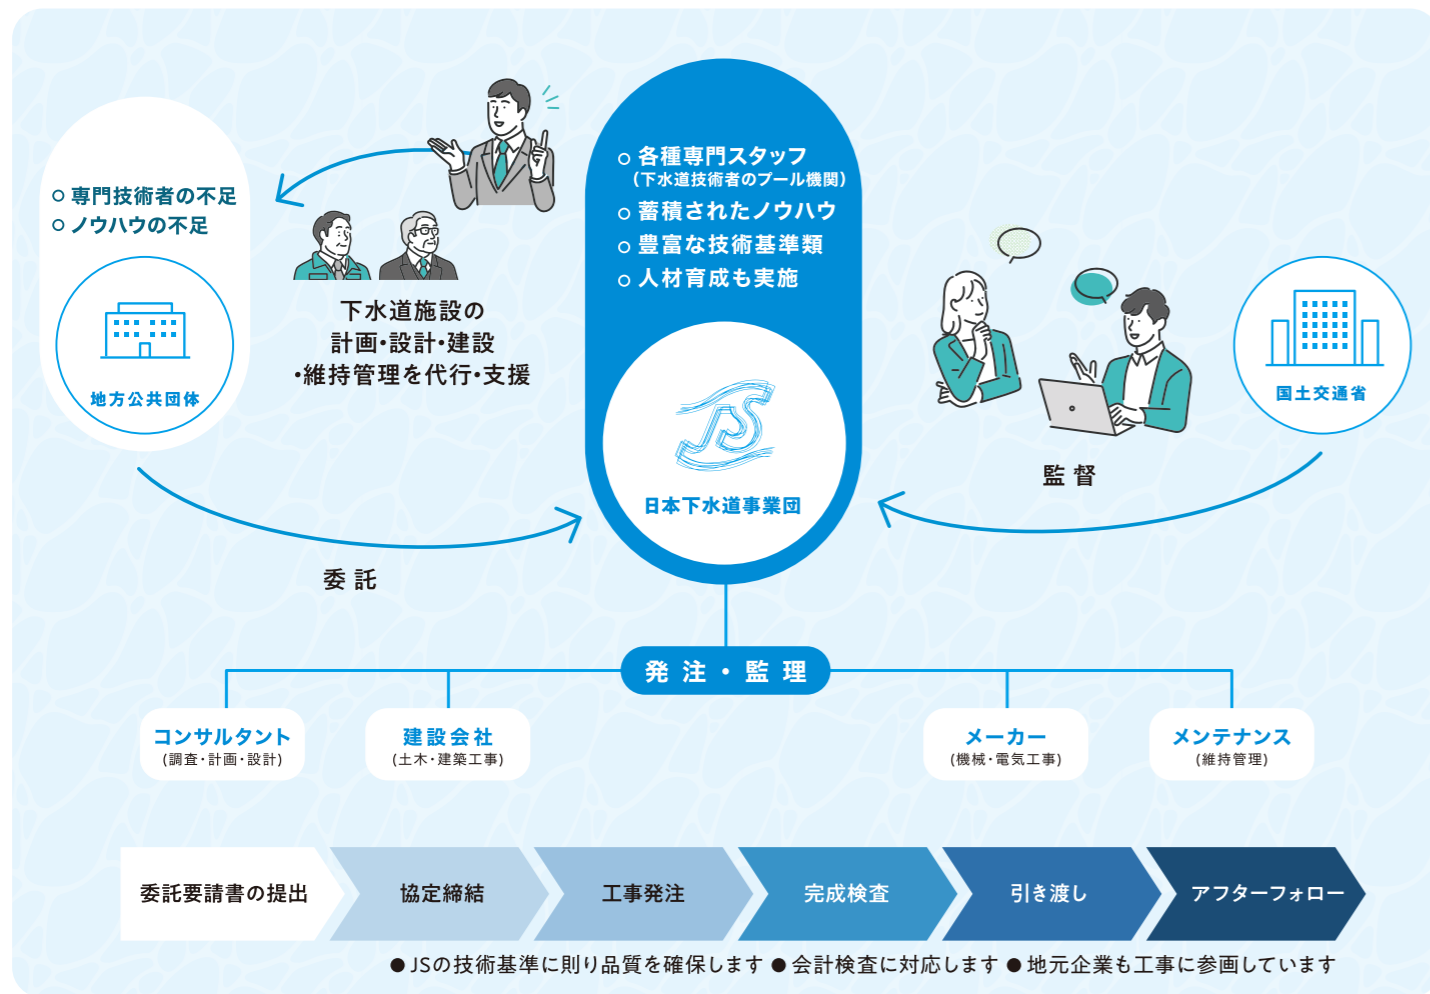 専門技術者の不足
ノウハウの不足
地方公共団体
下水道施設の
計画・設計・建設
・維持管理を代行・支援
委託
各種専門スタッフ
（下水道技術者のプール機関）
蓄積されたノウハウ
豊富な技術基準類
人材育成も実施
JS
日本下水道事業団
国土交通省
監督
発注・監理
コンサルタント
(調査・計画・設計)
建設会社
(土木・建築工事)
メーカー
(機械・電気工事)
メンテナンス
(維持管理)
委託要請書の提出
協定締結
工事発注
完成検査
引き渡し
アフターフォロー
●JSの技術基準に則り品質を確保します ●会計検査に対応します ●地元企業も工事に参画しています